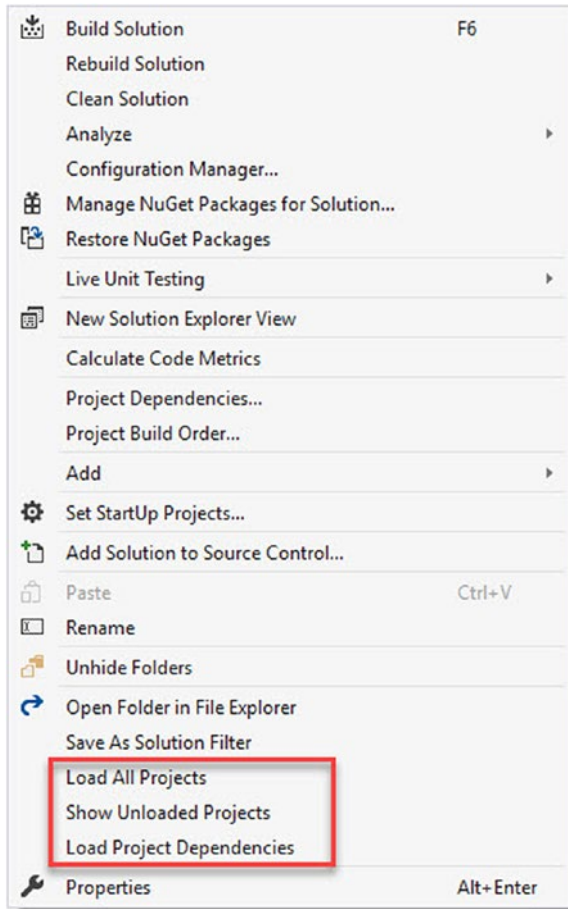 Build Solution F6
Rebuild Solution
Clean Solution
Analyze
Configuration Manager...
Manage NuGet Packages for Solution...
Restore NuGet Packages
Live Unit Testing
New Solution Explorer View
Calculate Code Metrics
Project Dependencies...
Project Build Order...
Add
Set StartUp Projects...
Add Solution to Source Control...
Paste Ctrl+V
Rename
Unhide Folders
Open Folder in File Explorer
Save As Solution Filter
Load All Projects
Show Unloaded Projects
Load Project Dependencies
Properties Alt+Enter